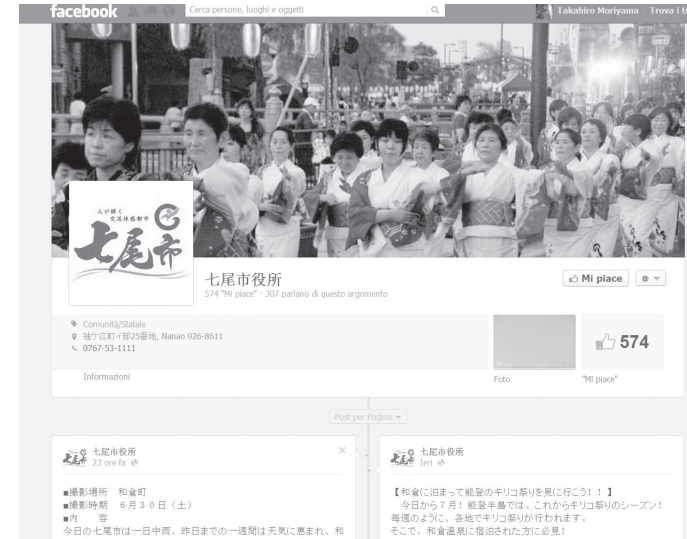 facebook
Cerca persone, luoghi e oggetti
Takahiro Moriyama Trova i tu
人が輝く
交流体感都市
七尾市
七尾市役所
574 "Mi piace" · 307 parlano di questo argomento
Mi piace
Comunità/Statale
袖ケ江町イ部25番地, Nanao 926-8611
0767-53-1111
Informazioni
Foto
574
"Mi piace"
Post per Pagina
七尾市
七尾市役所
23 ore fa
■撮影場所 和倉町
■撮影時期 6月30日(土)
■内 容
今日の七尾市は一日中雨。昨日までの一週間は天気に恵まれ、和
七尾市
七尾市役所
Ieri
【和倉に泊まって能登のキリコ祭りを見に行こう!!】
今日から7月!能登半島では、これからキリコ祭りのシーズン!
毎週のように、各地でキリコ祭りが行われます。
そこで、和倉温泉に宿泊された方に必見!